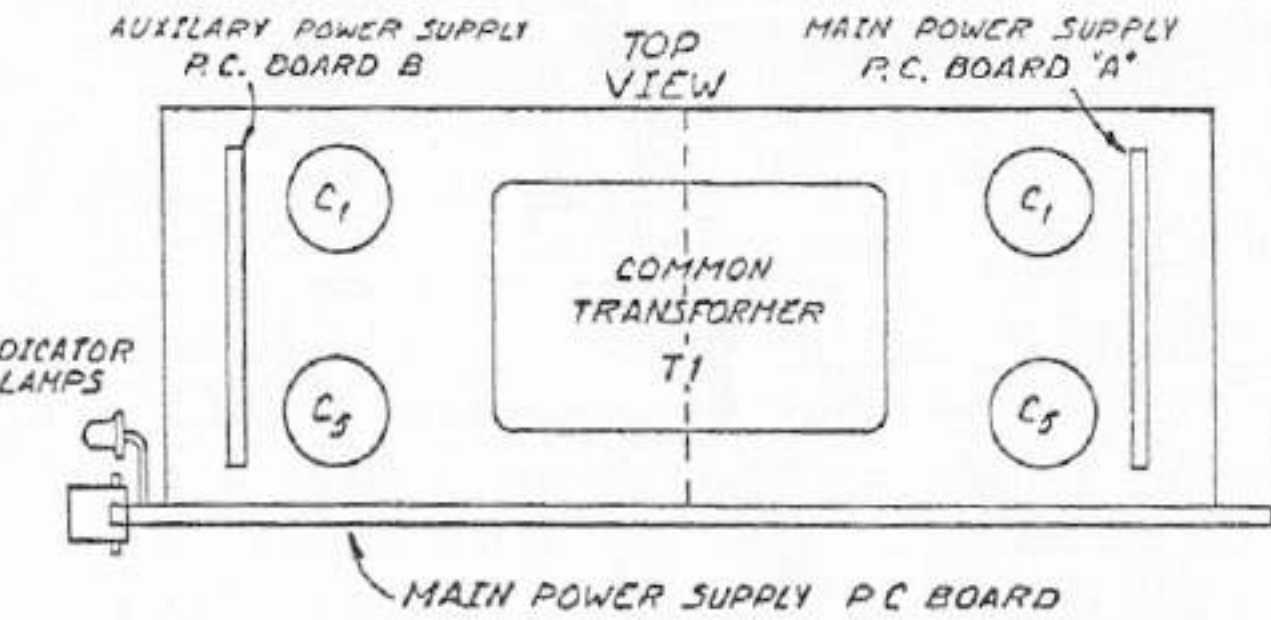 AUXILARY POWER SUPPLY
P.C. BOARD B
TOP
VIEW
MAIN POWER SUPPLY
P.C. BOARD "A"
C1
C1
COMMON
TRANSFORMER
T1
DICATOR
LAMPS
C5
C5
MAIN POWER SUPPLY P C BOARD